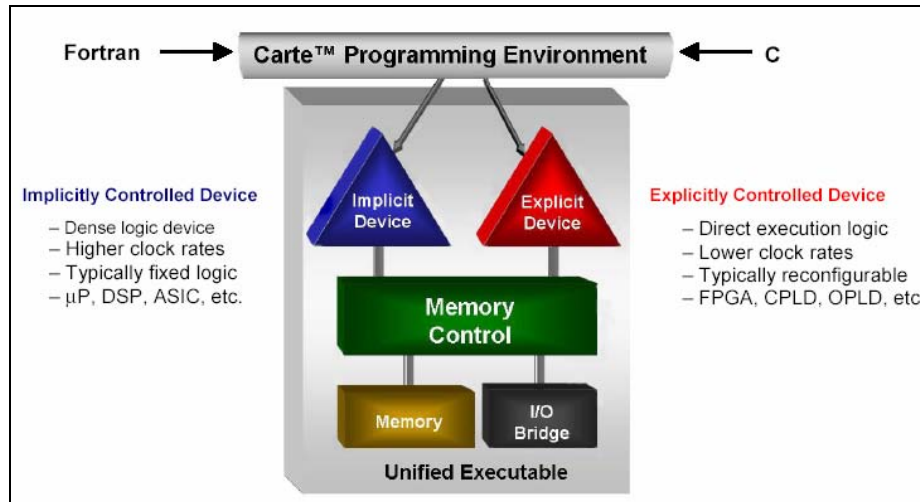 Fortran
Carte™ Programming Environment
C
Implicitly Controlled Device
– Dense logic device
– Higher clock rates
– Typically fixed logic
– µP, DSP, ASIC, etc.
Implicit
Device
Explicit
Device
Explicitly Controlled Device
– Direct execution logic
– Lower clock rates
– Typically reconfigurable
– FPGA, CPLD, OPLD, etc
Memory
Control
Memory
I/O
Bridge
Unified Executable